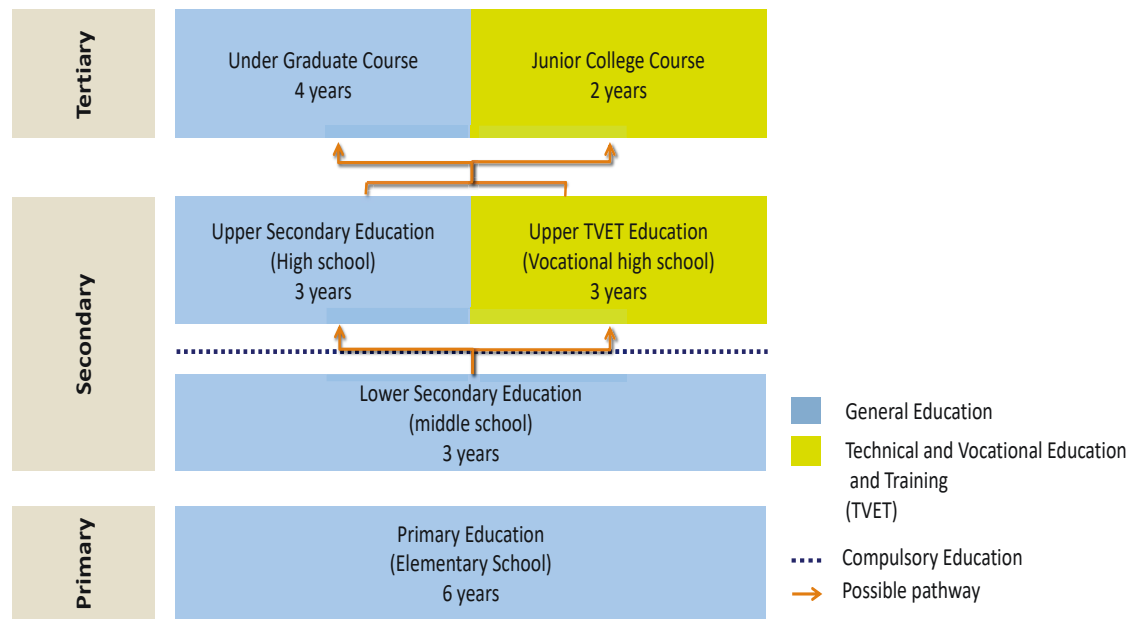 Tertiary
Under Graduate Course
4 years
Junior College Course
2 years
Secondary
Upper Secondary Education
(High school)
3 years
Upper TVET Education
(Vocational high school)
3 years
Lower Secondary Education
(middle school)
3 years
Primary
Primary Education
(Elementary School)
6 years
General Education
Technical and Vocational Education
and Training
(TVET)
Compulsory Education
Possible pathway